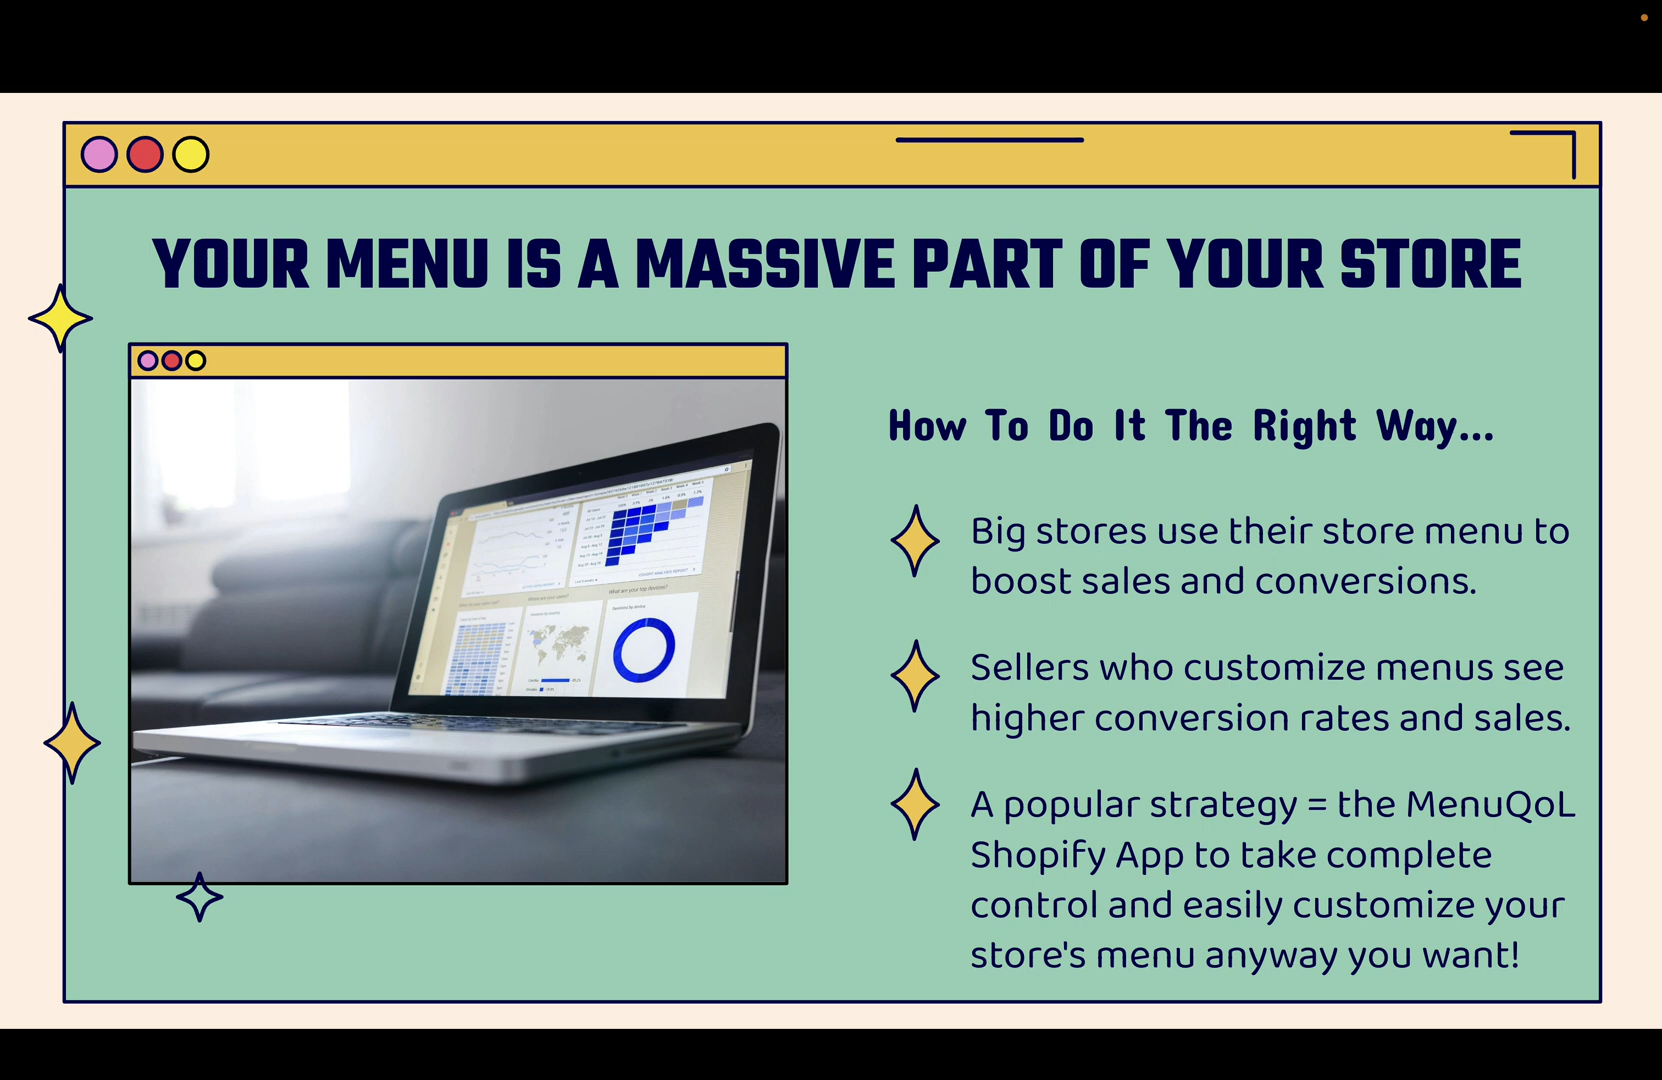 YOUR MENU IS A MASSIVE PART OF YOUR STORE
How To Do It The Right Way...
Big stores use their store menu to
boost sales and conversions.
Sellers who customize menus see
higher conversion rates and sales.
A popular strategy = the MenuQoL
Shopify App to take complete
control and easily customize your
store's menu anyway you want!